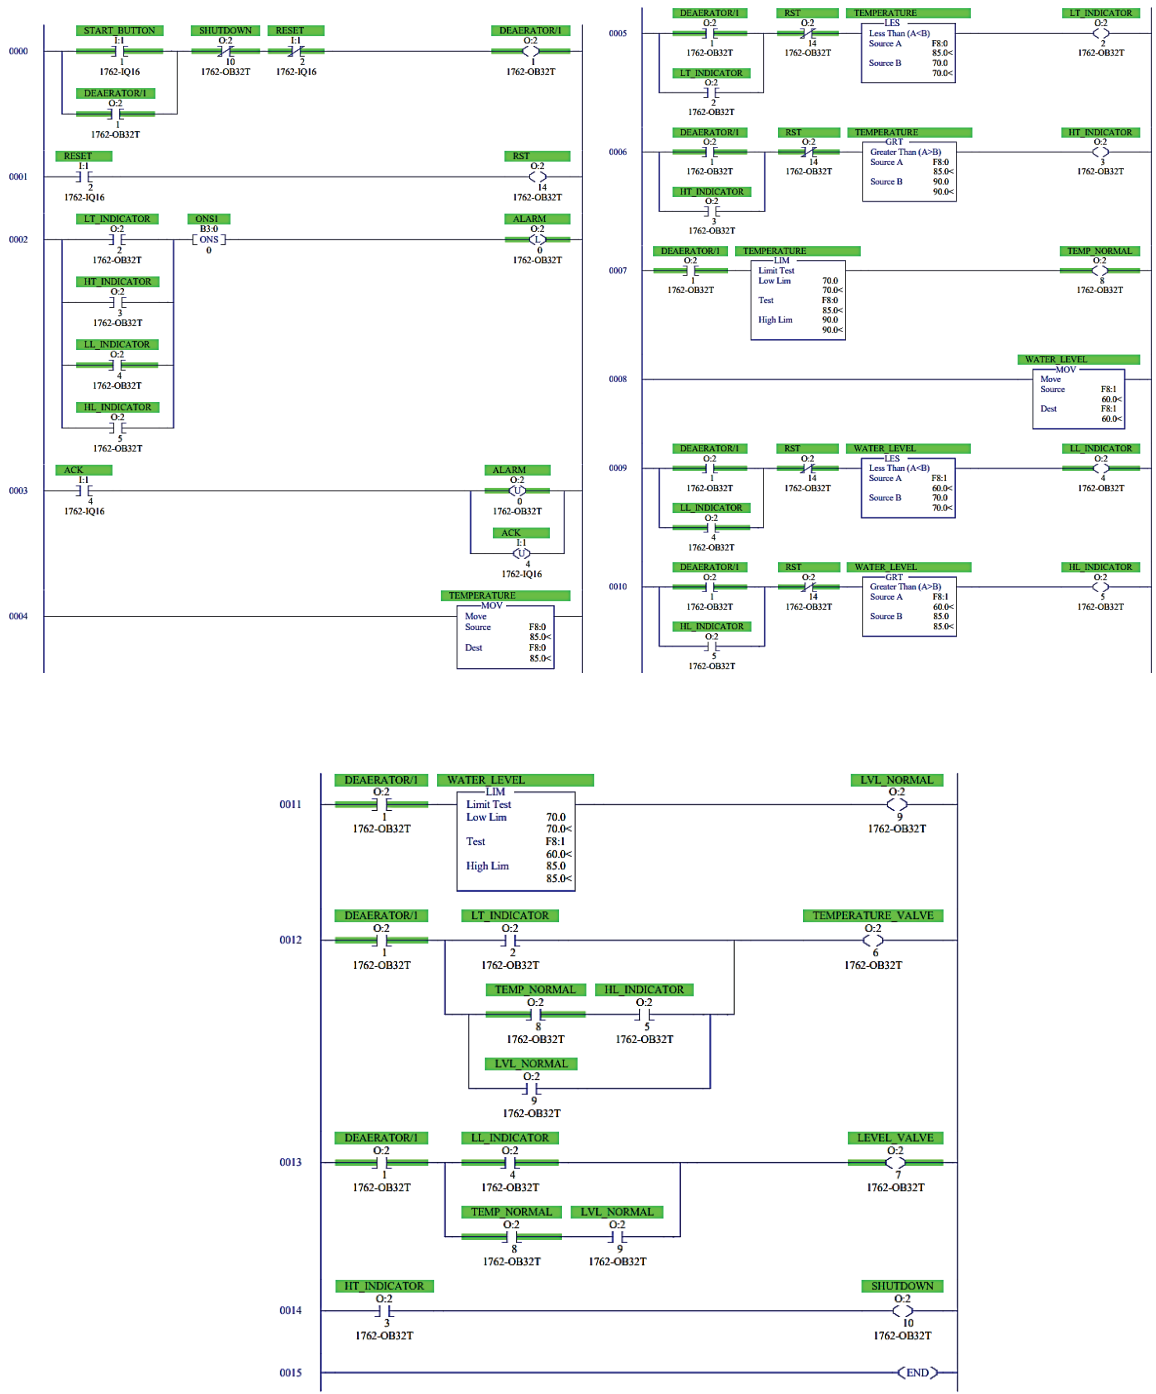 START_BUTTON SHUTDOWN RESET DEAERATOR/1
I:1 O:2 I:1 O:2
0000
1 10 2 1
1762-IQ16 1762-OB32T 1762-IQ16 1762-OB32T
DEAERATOR/1
O:2
1
1762-OB32T
RESET RST
I:1 O:2
0001
2 14
1762-IQ16 1762-OB32T
LT_INDICATOR ONS1 ALARM
O:2 B3:0 O:2
0002 ONS L
2 0 0
1762-OB32T 1762-OB32T
HT_INDICATOR
O:2
3
1762-OB32T
LL_INDICATOR
O:2
4
1762-OB32T
HL_INDICATOR
O:2
5
1762-OB32T
ACK ALARM
I:1 O:2
0003 U
4 0
1762-IQ16 1762-OB32T
ACK
I:1
U
4
1762-IQ16
TEMPERATURE
MOV
0004 Move
Source F8:0
85.0<
Dest F8:0
85.0<
DEAERATOR/1 RST TEMPERATURE LT_INDICATOR
O:2 O:2 LES O:2
0005 Less Than (A<B)
1 14 Source A F8:0 2
1762-OB32T 1762-OB32T 85.0< 1762-OB32T
Source B 70.0
70.0<
LT_INDICATOR
O:2
2
1762-OB32T
DEAERATOR/1 RST TEMPERATURE HT_INDICATOR
O:2 O:2 GRT O:2
0006 Greater Than (A>B)
1 14 Source A F8:0 3
1762-OB32T 1762-OB32T 85.0< 1762-OB32T
Source B 90.0
90.0<
HT_INDICATOR
O:2
3
1762-OB32T
DEAERATOR/1 TEMPERATURE TEMP_NORMAL
O:2 LIM O:2
0007 Limit Test
1 Low Lim 70.0 8
1762-OB32T 70.0< 1762-OB32T
Test F8:0
85.0<
High Lim 90.0
90.0<
WATER_LEVEL
MOV
0008 Move
Source F8:1
60.0<
Dest F8:1
60.0<
DEAERATOR/1 RST WATER_LEVEL LL_INDICATOR
O:2 O:2 LES O:2
0009 Less Than (A<B)
1 14 Source A F8:1 4
1762-OB32T 1762-OB32T 60.0< 1762-OB32T
Source B 70.0
70.0<
LL_INDICATOR
O:2
4
1762-OB32T
DEAERATOR/1 RST WATER_LEVEL HL_INDICATOR
O:2 O:2 GRT O:2
0010 Greater Than (A>B)
1 14 Source A F8:1 5
1762-OB32T 1762-OB32T 60.0< 1762-OB32T
Source B 85.0
85.0<
HL_INDICATOR
O:2
5
1762-OB32T
DEAERATOR/1 WATER_LEVEL LVL_NORMAL
O:2 LIM O:2
0011 Limit Test
1 Low Lim 70.0 9
1762-OB32T 70.0< 1762-OB32T
Test F8:1
60.0<
High Lim 85.0
85.0<
DEAERATOR/1 LT_INDICATOR TEMPERATURE_VALVE
O:2 O:2 O:2
0012
1 2 6
1762-OB32T 1762-OB32T 1762-OB32T
TEMP_NORMAL HL_INDICATOR
O:2 O:2
8 5
1762-OB32T 1762-OB32T
LVL_NORMAL
O:2
9
1762-OB32T
DEAERATOR/1 LL_INDICATOR LEVEL_VALVE
O:2 O:2 O:2
0013
1 4 7
1762-OB32T 1762-OB32T 1762-OB32T
TEMP_NORMAL LVL_NORMAL
O:2 O:2
8 9
1762-OB32T 1762-OB32T
HT_INDICATOR SHUTDOWN
O:2 O:2
0014
3 10
1762-OB32T 1762-OB32T
0015 END